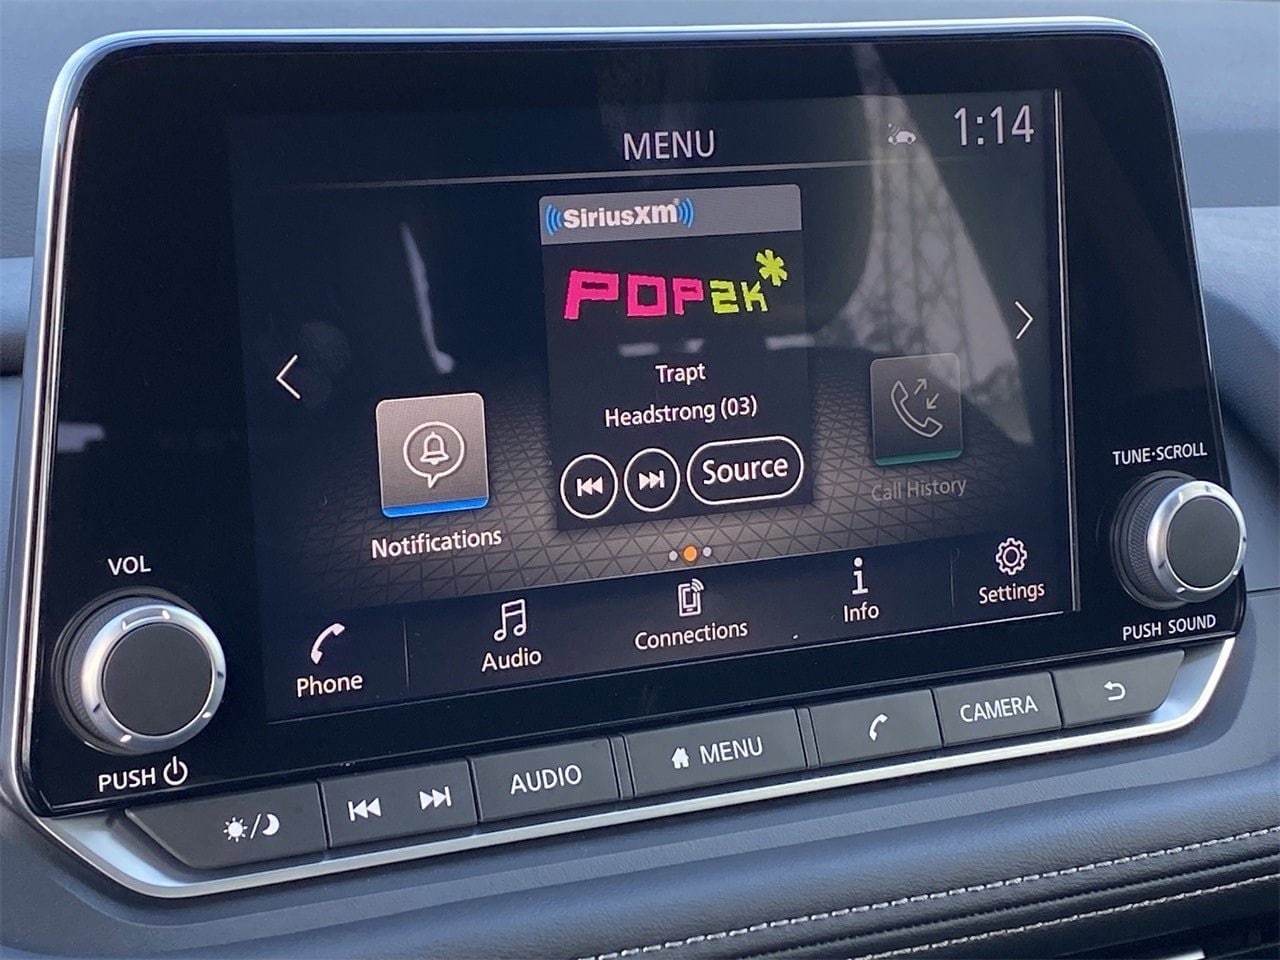 MENU
1:14
SiriusXM
POP2K*
Trapt
Headstrong (03)
Source
Notifications
Call History
Phone
Audio
Connections
Info
Settings
VOL
PUSH
TUNE·SCROLL
PUSH SOUND
AUDIO
MENU
CAMERA